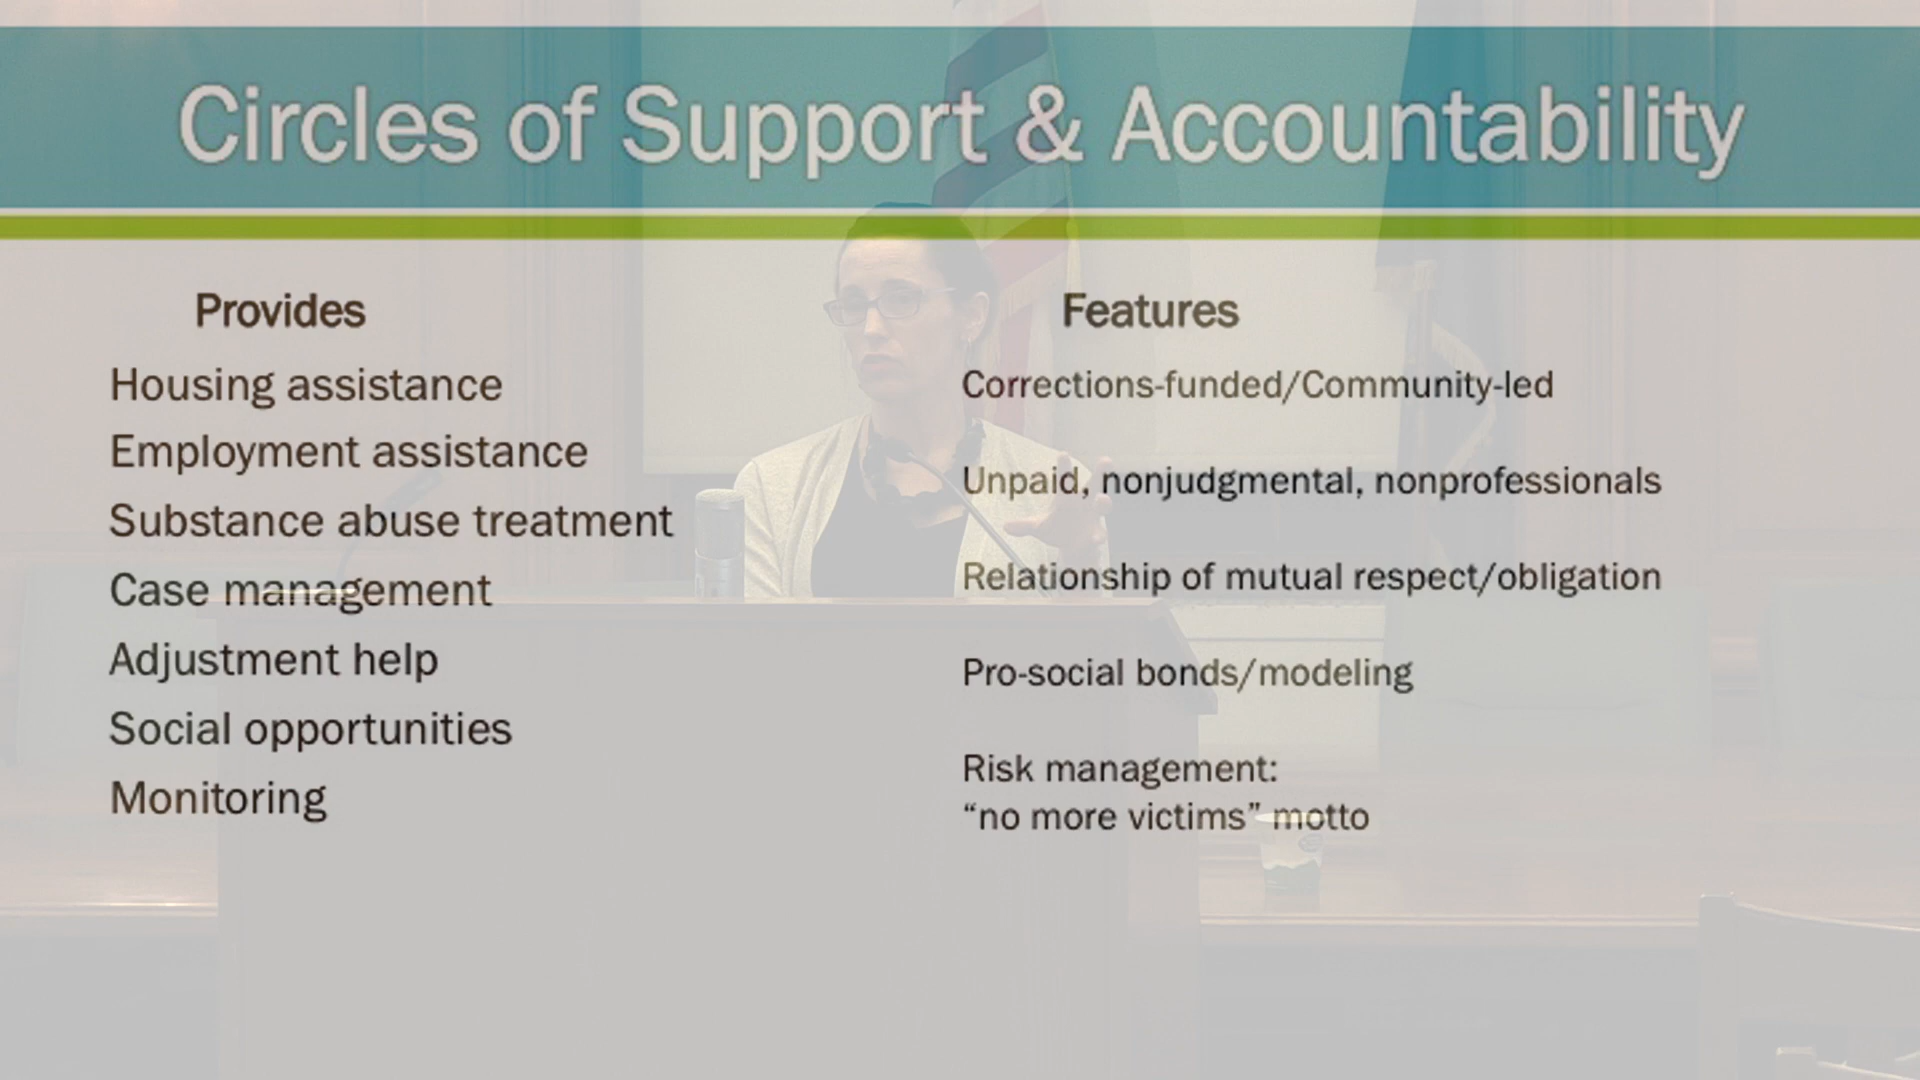 Circles of Support & Accountability
Provides
Housing assistance
Employment assistance
Substance abuse treatment
Case management
Adjustment help
Social opportunities
Monitoring
Features
Corrections-funded/Community-led
Unpaid, nonjudgmental, nonprofessionals
Relationship of mutual respect/obligation
Pro-social bonds/modeling
Risk management:
“no more victims” motto